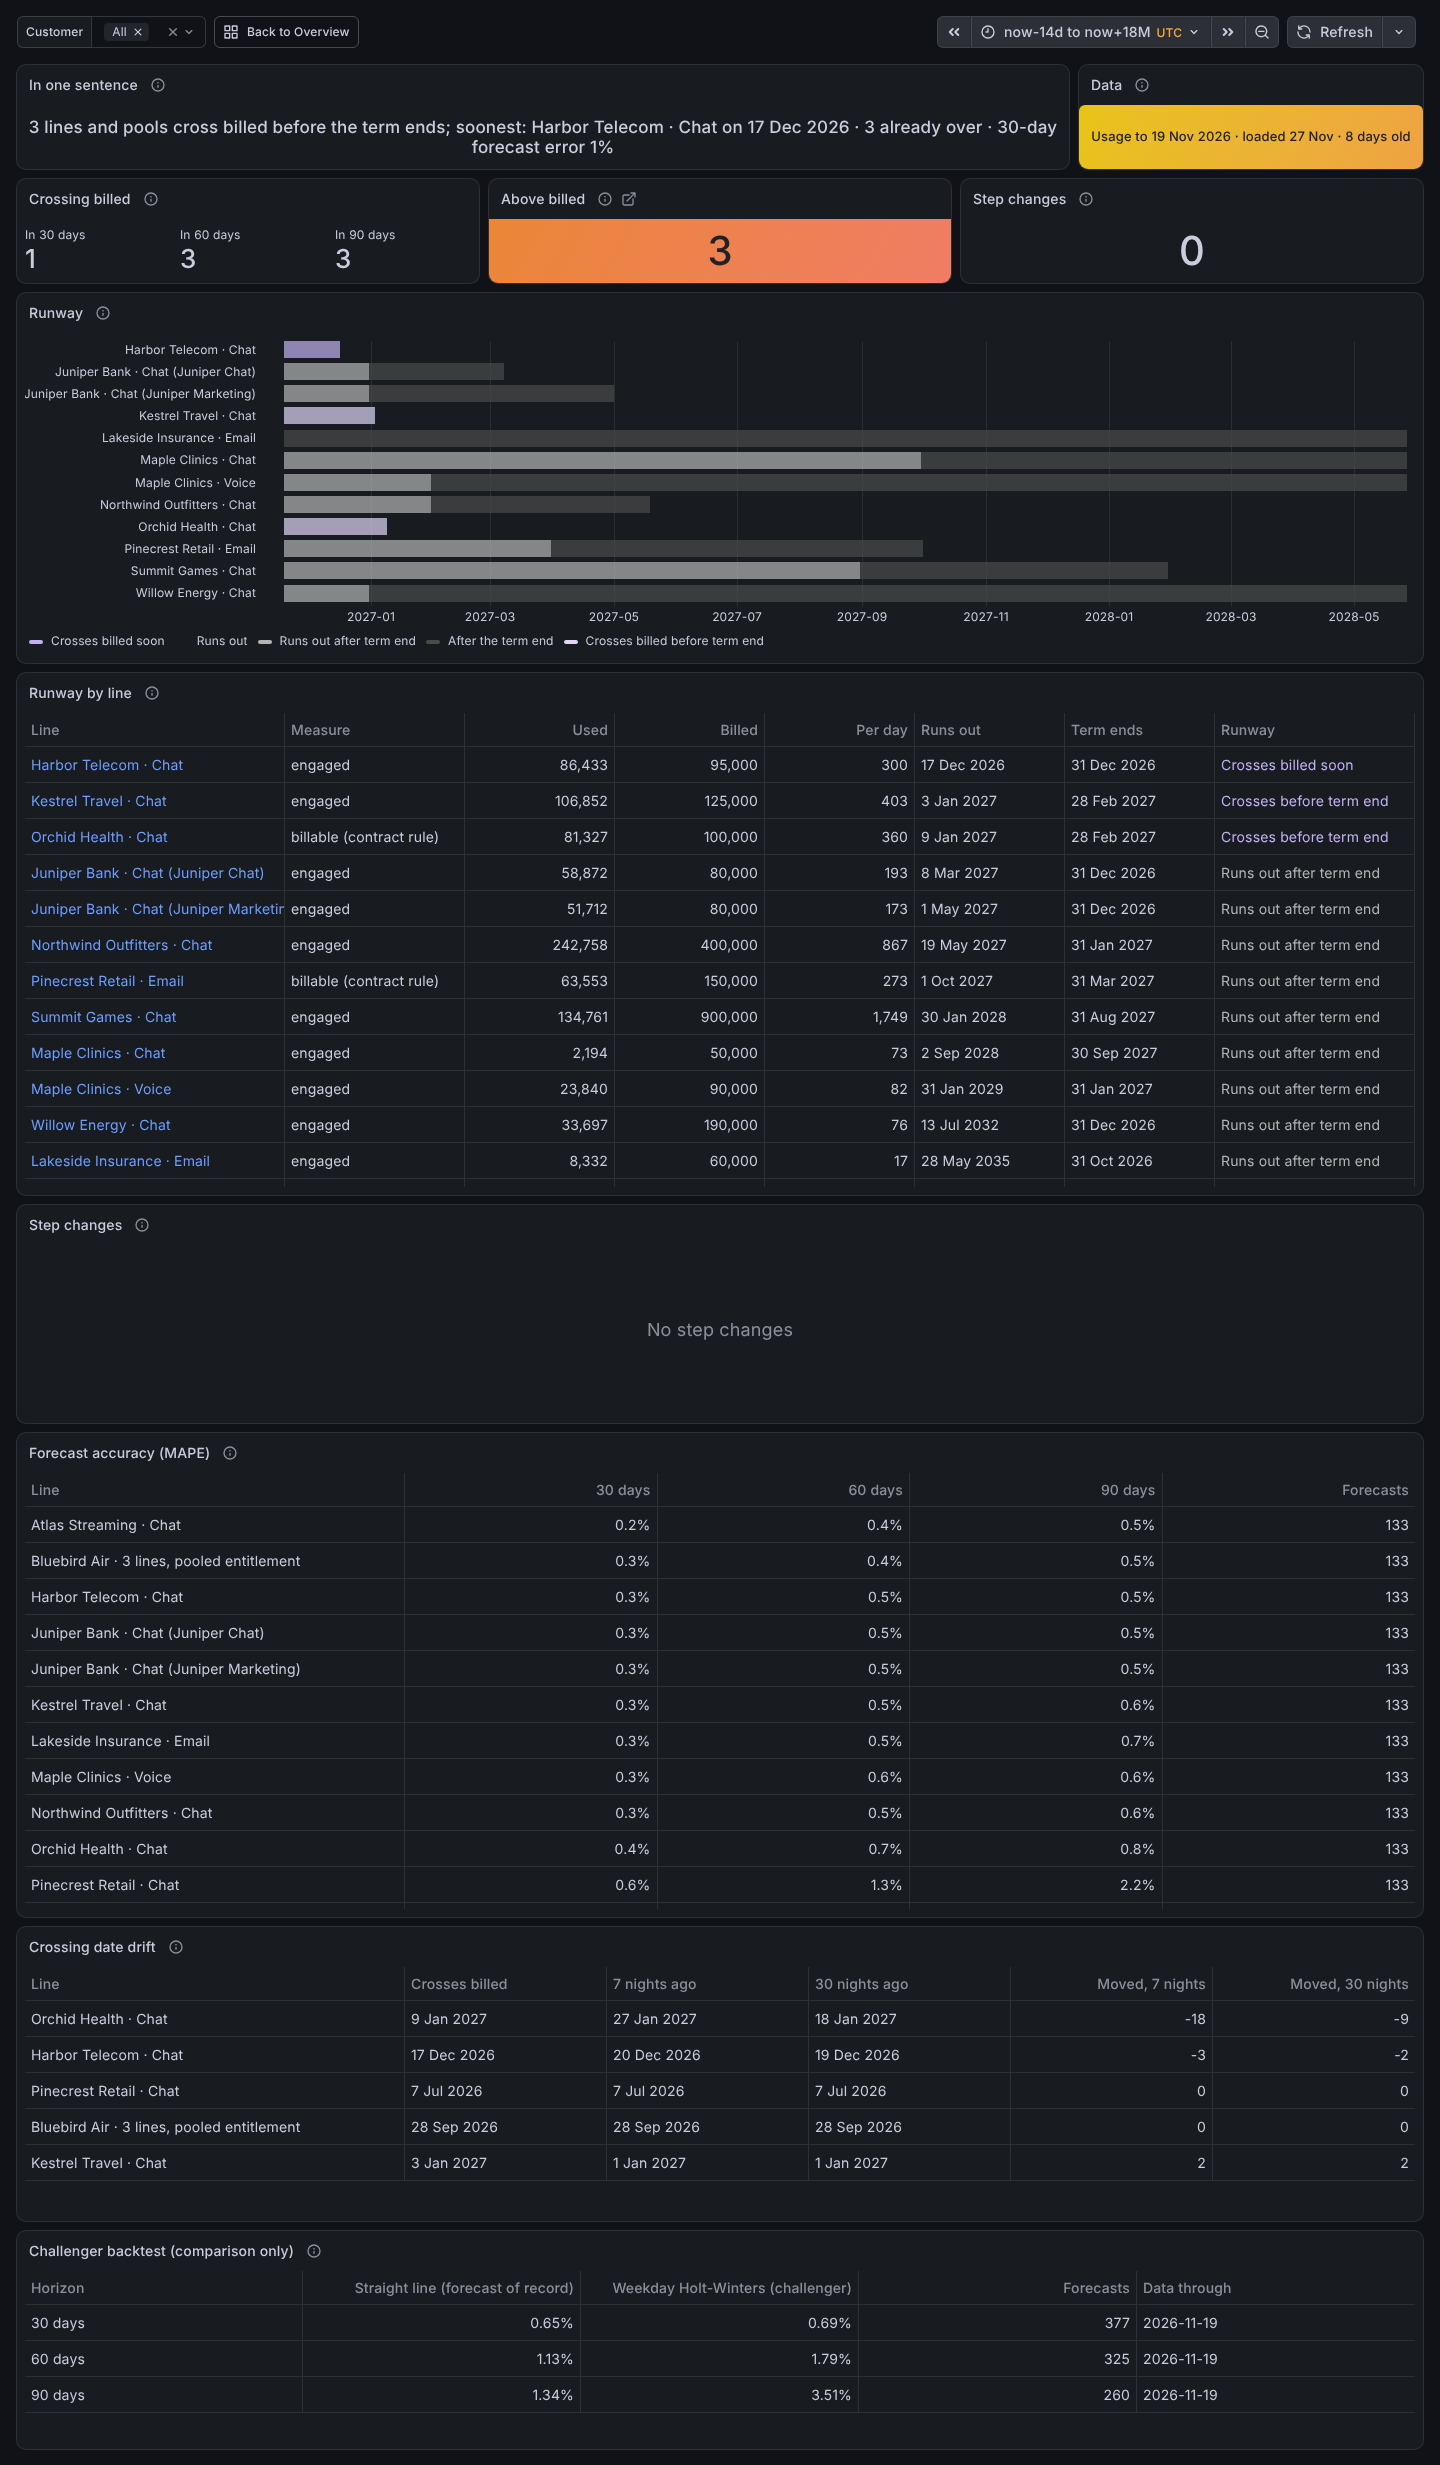 Customer All Back to Overview now-14d to now+18M UTC Refresh
In one sentence
3 lines and pools cross billed before the term ends; soonest: Harbor Telecom · Chat on 17 Dec 2026 · 3 already over · 30-day
forecast error 1%
Data
Usage to 19 Nov 2026 · loaded 27 Nov · 8 days old
Crossing billed
In 30 days In 60 days In 90 days
1 3 3
Above billed
3
Step changes
0
Runway
Harbor Telecom · Chat
Juniper Bank · Chat (Juniper Chat)
Juniper Bank · Chat (Juniper Marketing)
Kestrel Travel · Chat
Lakeside Insurance · Email
Maple Clinics · Chat
Maple Clinics · Voice
Northwind Outfitters · Chat
Orchid Health · Chat
Pinecrest Retail · Email
Summit Games · Chat
Willow Energy · Chat
2027-01 2027-03 2027-05 2027-07 2027-09 2027-11 2028-01 2028-03 2028-05
Crosses billed soon Runs out Runs out after term end After the term end Crosses billed before term end
Runway by line
Line Measure Used Billed Per day Runs out Term ends Runway
Harbor Telecom · Chat engaged 86,433 95,000 300 17 Dec 2026 31 Dec 2026 Crosses billed soon
Kestrel Travel · Chat engaged 106,852 125,000 403 3 Jan 2027 28 Feb 2027 Crosses before term end
Orchid Health · Chat billable (contract rule) 81,327 100,000 360 9 Jan 2027 28 Feb 2027 Crosses before term end
Juniper Bank · Chat (Juniper Chat) engaged 58,872 80,000 193 8 Mar 2027 31 Dec 2026 Runs out after term end
Juniper Bank · Chat (Juniper Marketin engaged 51,712 80,000 173 1 May 2027 31 Dec 2026 Runs out after term end
Northwind Outfitters · Chat engaged 242,758 400,000 867 19 May 2027 31 Jan 2027 Runs out after term end
Pinecrest Retail · Email billable (contract rule) 63,553 150,000 273 1 Oct 2027 31 Mar 2027 Runs out after term end
Summit Games · Chat engaged 134,761 900,000 1,749 30 Jan 2028 31 Aug 2027 Runs out after term end
Maple Clinics · Chat engaged 2,194 50,000 73 2 Sep 2028 30 Sep 2027 Runs out after term end
Maple Clinics · Voice engaged 23,840 90,000 82 31 Jan 2029 31 Jan 2027 Runs out after term end
Willow Energy · Chat engaged 33,697 190,000 76 13 Jul 2032 31 Dec 2026 Runs out after term end
Lakeside Insurance · Email engaged 8,332 60,000 17 28 May 2035 31 Oct 2026 Runs out after term end
Step changes
No step changes
Forecast accuracy (MAPE)
Line 30 days 60 days 90 days Forecasts
Atlas Streaming · Chat 0.2% 0.4% 0.5% 133
Bluebird Air · 3 lines, pooled entitlement 0.3% 0.4% 0.5% 133
Harbor Telecom · Chat 0.3% 0.5% 0.5% 133
Juniper Bank · Chat (Juniper Chat) 0.3% 0.5% 0.5% 133
Juniper Bank · Chat (Juniper Marketing) 0.3% 0.5% 0.5% 133
Kestrel Travel · Chat 0.3% 0.5% 0.6% 133
Lakeside Insurance · Email 0.3% 0.5% 0.7% 133
Maple Clinics · Voice 0.3% 0.6% 0.6% 133
Northwind Outfitters · Chat 0.3% 0.5% 0.6% 133
Orchid Health · Chat 0.4% 0.7% 0.8% 133
Pinecrest Retail · Chat 0.6% 1.3% 2.2% 133
Crossing date drift
Line Crosses billed 7 nights ago 30 nights ago Moved, 7 nights Moved, 30 nights
Orchid Health · Chat 9 Jan 2027 27 Jan 2027 18 Jan 2027 -18 -9
Harbor Telecom · Chat 17 Dec 2026 20 Dec 2026 19 Dec 2026 -3 -2
Pinecrest Retail · Chat 7 Jul 2026 7 Jul 2026 7 Jul 2026 0 0
Bluebird Air · 3 lines, pooled entitlement 28 Sep 2026 28 Sep 2026 28 Sep 2026 0 0
Kestrel Travel · Chat 3 Jan 2027 1 Jan 2027 1 Jan 2027 2 2
Challenger backtest (comparison only)
Horizon Straight line (forecast of record) Weekday Holt-Winters (challenger) Forecasts Data through
30 days 0.65% 0.69% 377 2026-11-19
60 days 1.13% 1.79% 325 2026-11-19
90 days 1.34% 3.51% 260 2026-11-19